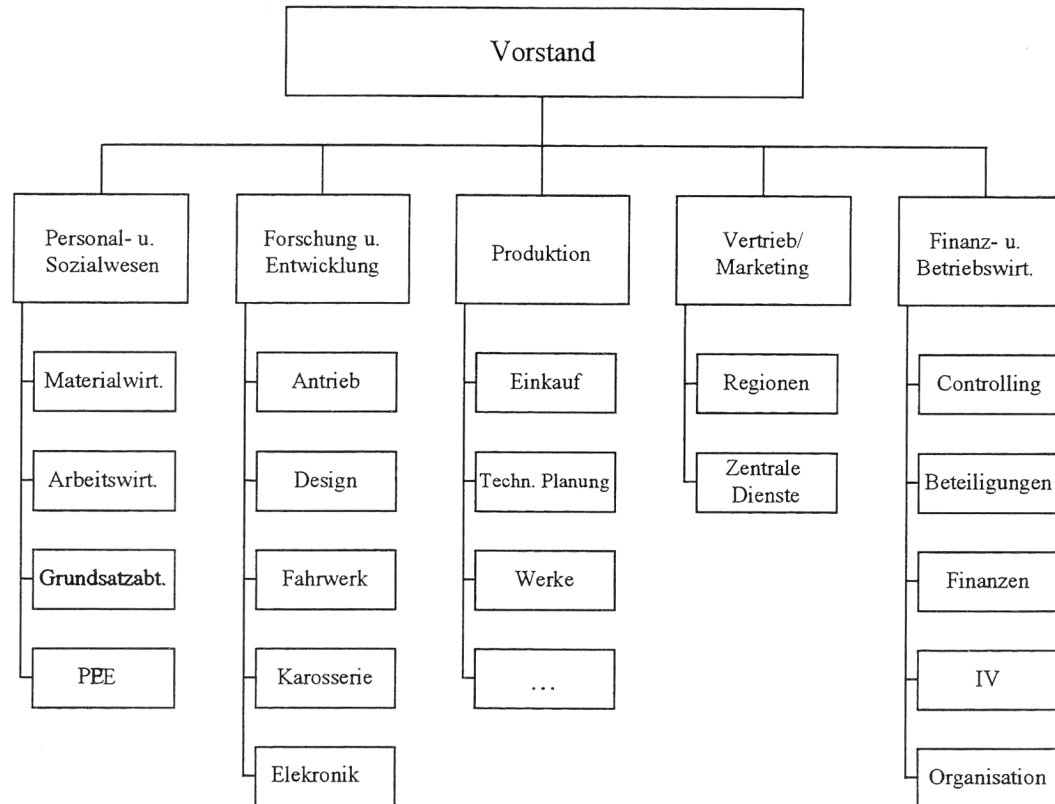 Vorstand
Personal- u.
Sozialwesen
Forschung u.
Entwicklung
Produktion
Vertrieb/
Marketing
Finanz- u.
Betriebswirt.
Materialwirt.
Arbeitswirt.
Grundsatzabt.
Antrieb
Design
Fahrwerk
Karosserie
Elekronik
Einkauf
Techn. Planung
Werke
...
Regionen
Zentrale
Dienste
Controlling
Beteiligungen
Finanzen
IV
Organisation